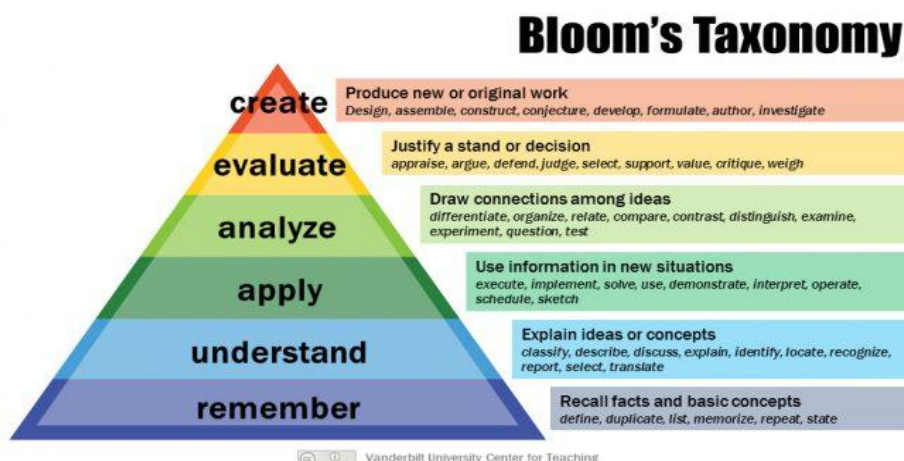 Bloom's Taxonomy
create
Produce new or original work
Design, assemble, construct, conjecture, develop, formulate, author, investigate
evaluate
Justify a stand or decision
appraise, argue, defend, judge, select, support, value, critique, weigh
analyze
Draw connections among ideas
differentiate, organize, relate, compare, contrast, distinguish, examine,
experiment, question, test
apply
Use information in new situations
execute, implement, solve, use, demonstrate, interpret, operate,
schedule, sketch
understand
Explain ideas or concepts
classify, describe, discuss, explain, identify, locate, recognize,
report, select, translate
remember
Recall facts and basic concepts
define, duplicate, list, memorize, repeat, state
cc
Vanderbilt University Center for Teaching